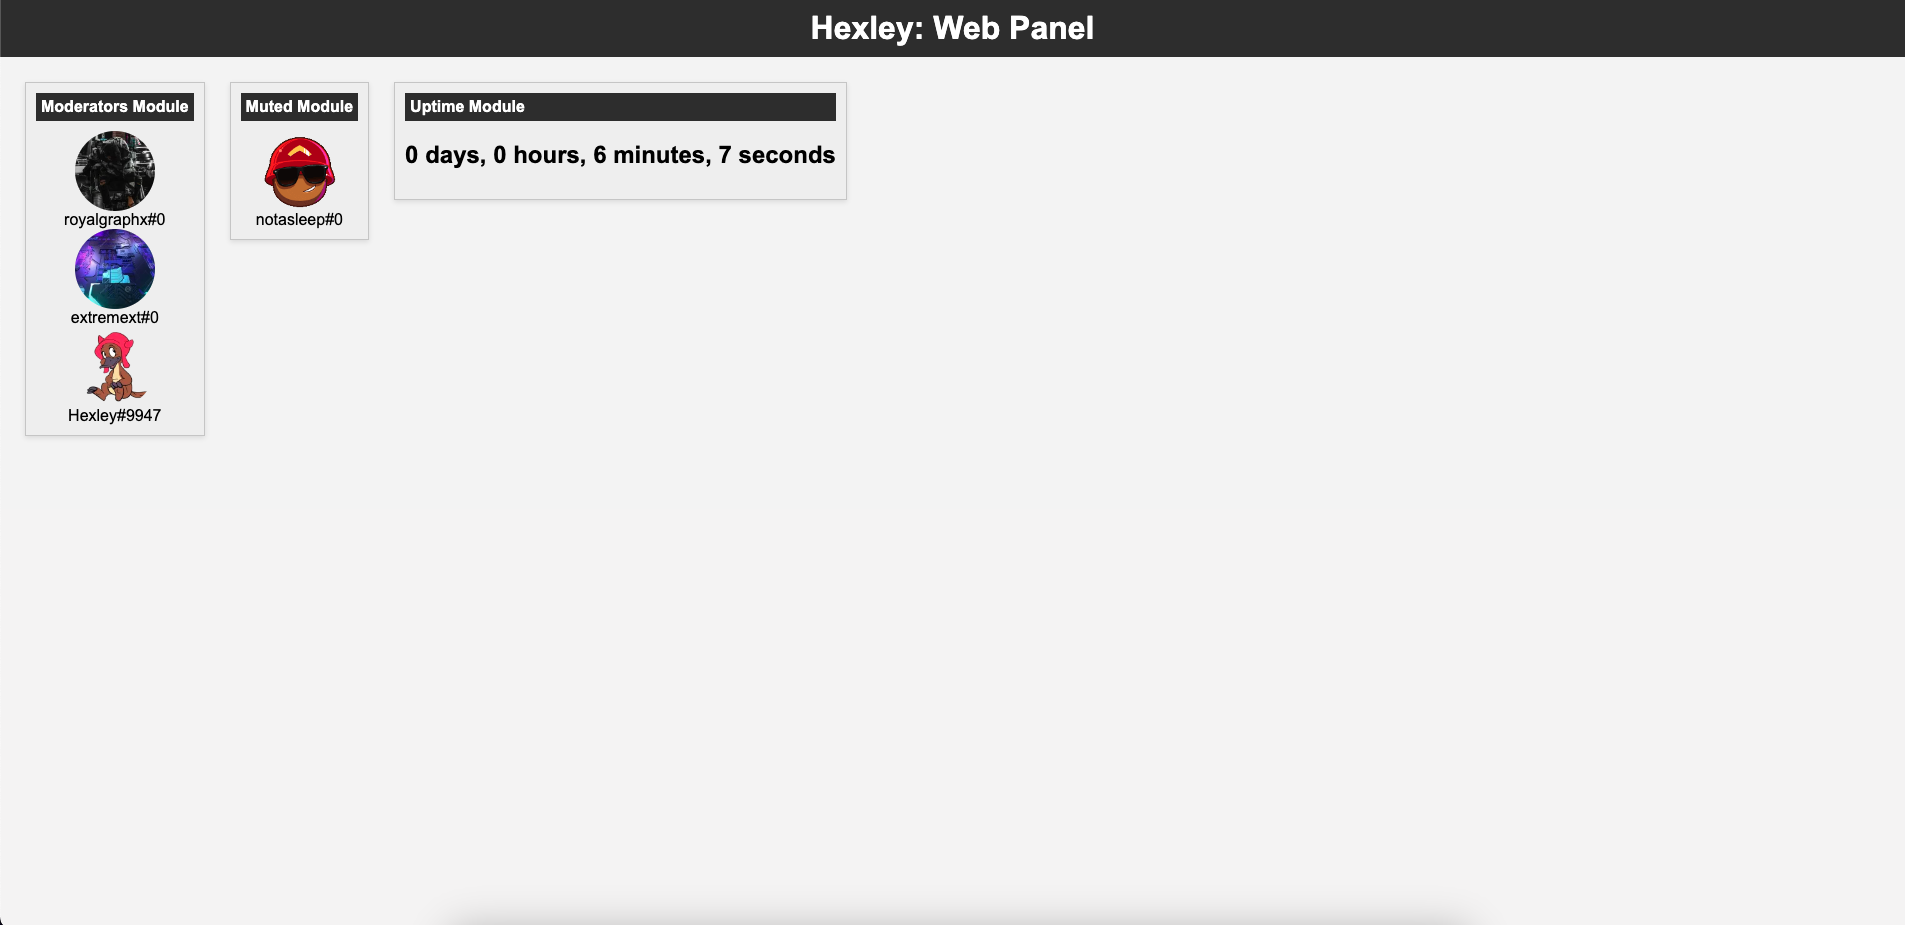 Hexley: Web Panel
Moderators Module
royalgraphx#0
extremext#0
Hexley#9947
Muted Module
notasleep#0
Uptime Module
0 days, 0 hours, 6 minutes, 7 seconds